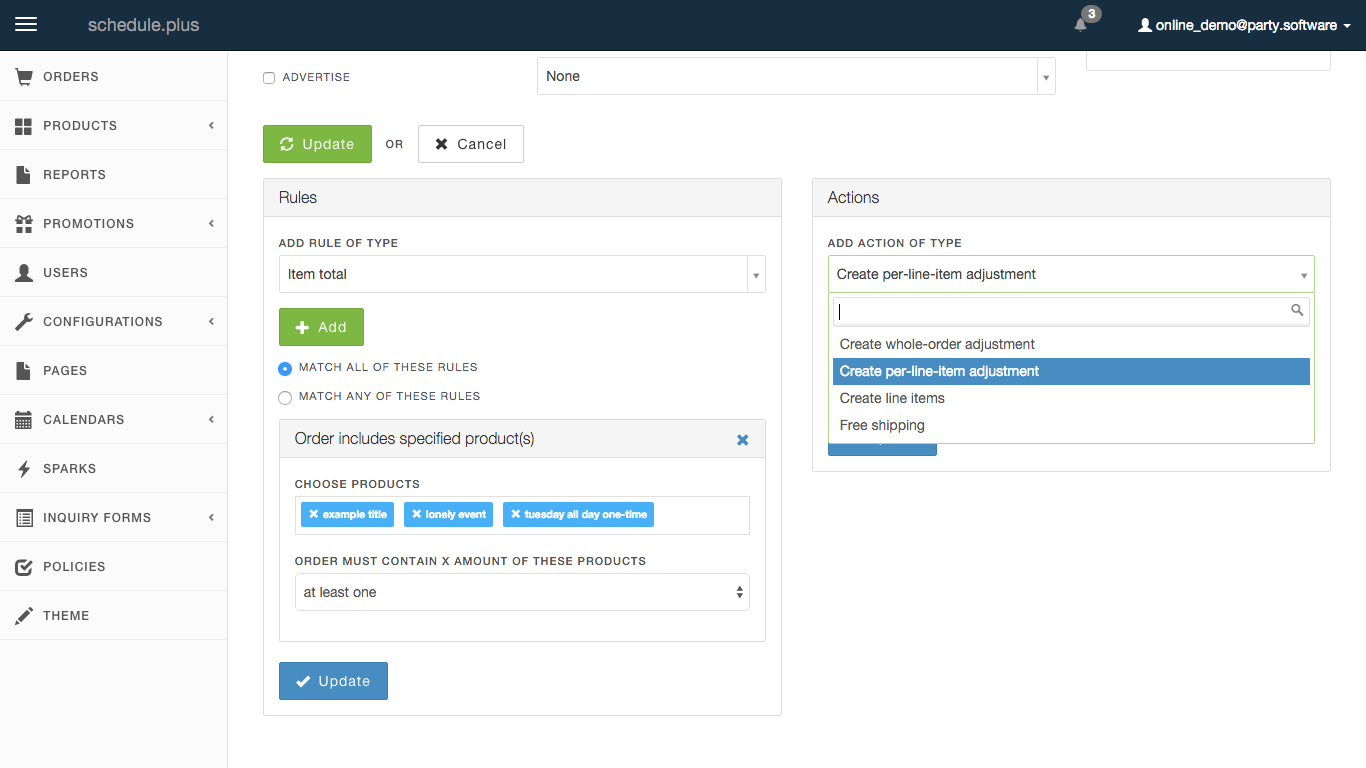 schedule.plus
3
online_demo@party.software
ORDERS
PRODUCTS
REPORTS
PROMOTIONS
USERS
CONFIGURATIONS
PAGES
CALENDARS
SPARKS
INQUIRY FORMS
POLICIES
THEME
ADVERTISE
None
Update
OR
Cancel
Rules
ADD RULE OF TYPE
Item total
Add
MATCH ALL OF THESE RULES
MATCH ANY OF THESE RULES
Order includes specified product(s)
CHOOSE PRODUCTS
example title
lonely event
tuesday all day one-time
ORDER MUST CONTAIN X AMOUNT OF THESE PRODUCTS
at least one
Update
Actions
ADD ACTION OF TYPE
Create per-line-item adjustment
Create whole-order adjustment
Create per-line-item adjustment
Create line items
Free shipping